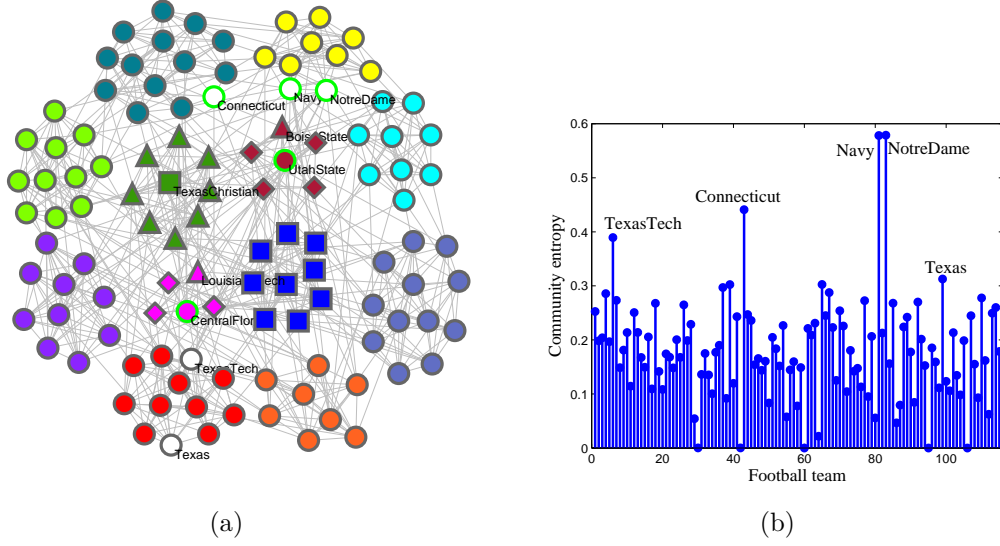 Connecticut
Navy
NotreDame
BoiseState
UtahState
TexasChristian
LouisianaTech
CentralFlor
TexasTech
Texas
(a)
0.6
0.5
0.4
0.3
0.2
0.1
0
Community entropy
Navy
NotreDame
Connecticut
TexasTech
Texas
0 20 40 60 80 100
Football team
(b)